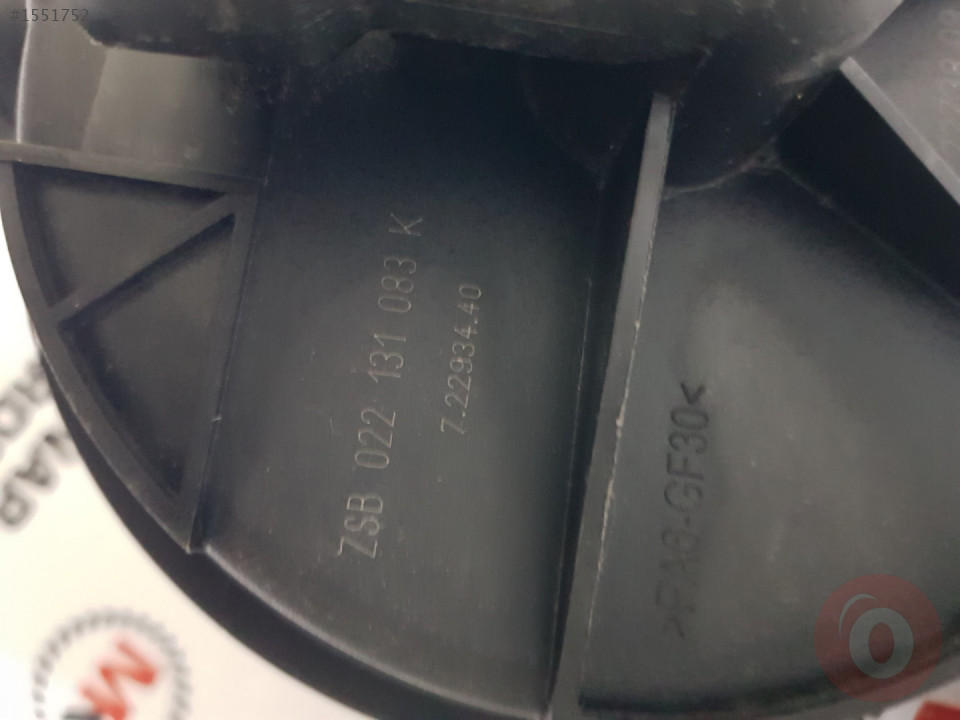 #1551752
ZSB 022 131 083 K
7.22934.40
>PA6-GF30<